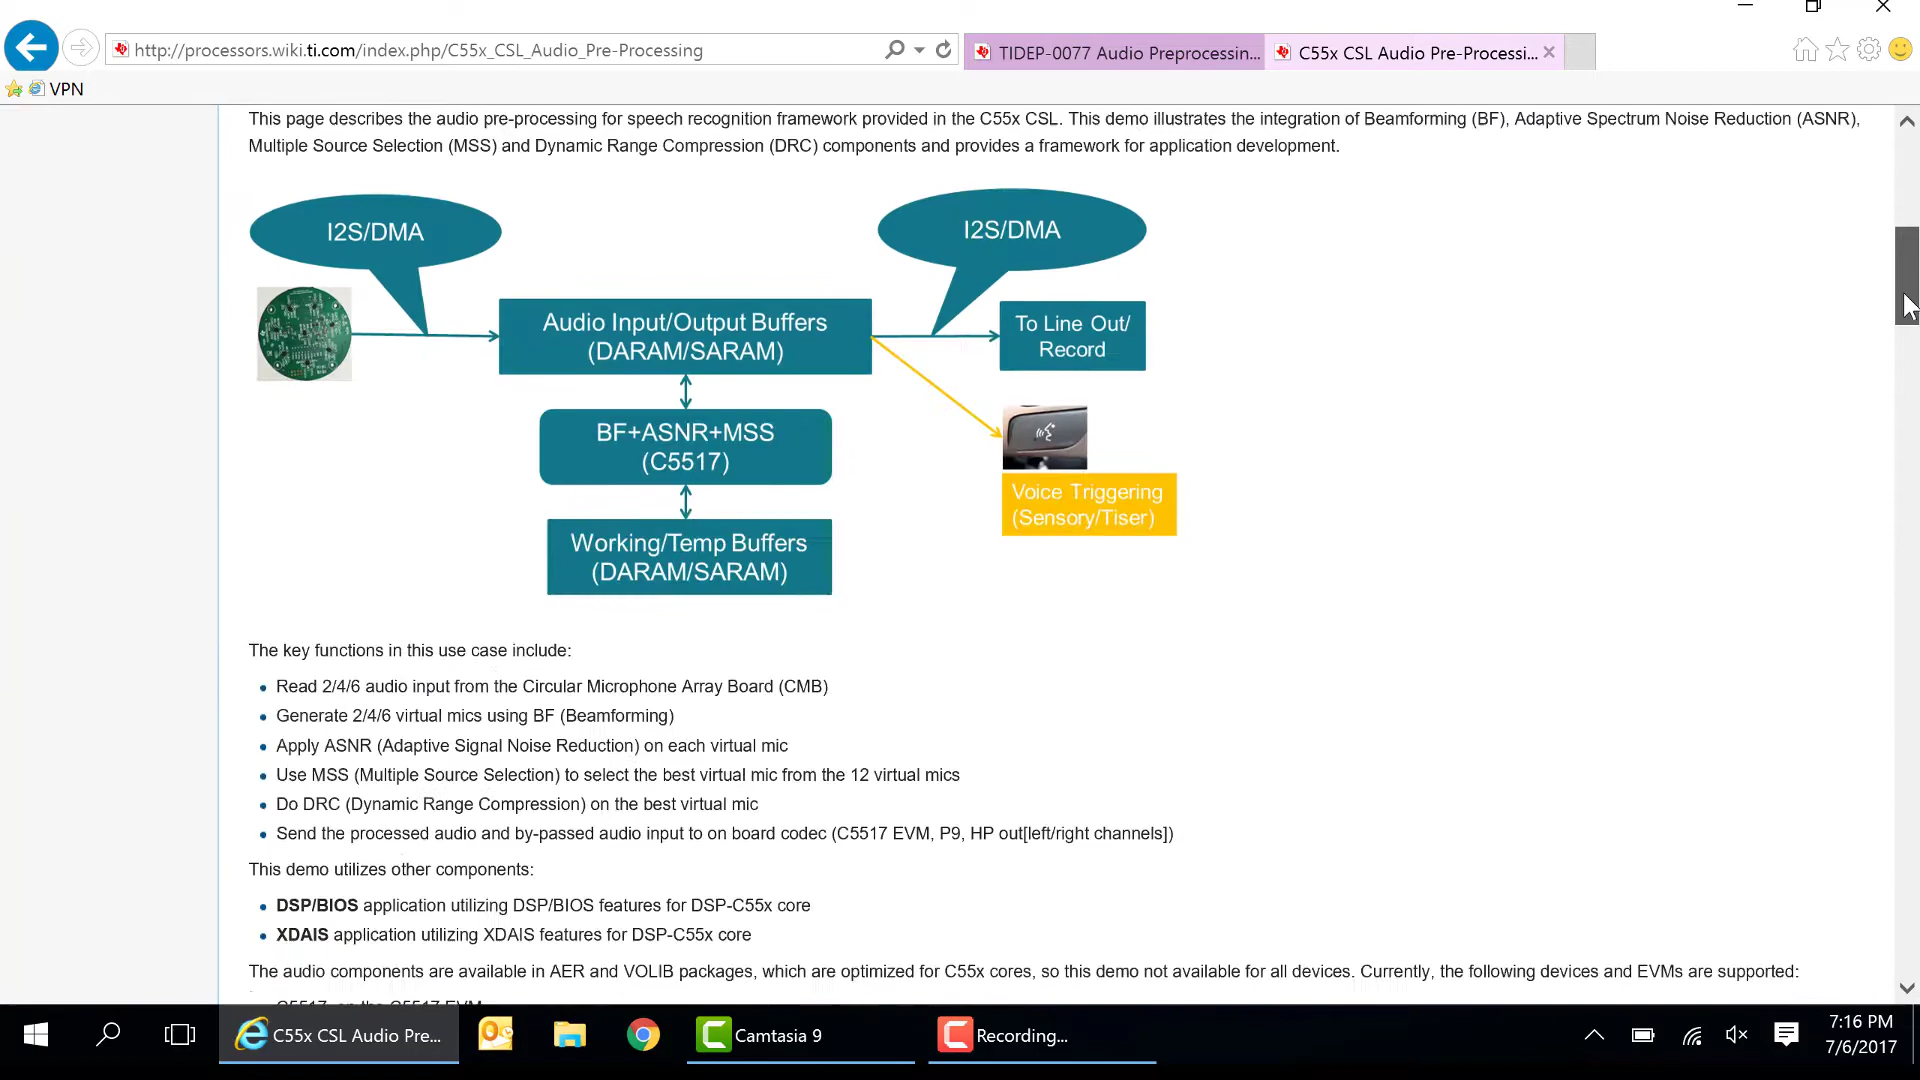 http://processors.wiki.ti.com/index.php/C55x_CSL_Audio_Pre-Processing
TIDEP-0077 Audio Preprocessin...
C55x CSL Audio Pre-Processi...
VPN
This page describes the audio pre-processing for speech recognition framework provided in the C55x CSL. This demo illustrates the integration of Beamforming (BF), Adaptive Spectrum Noise Reduction (ASNR),
Multiple Source Selection (MSS) and Dynamic Range Compression (DRC) components and provides a framework for application development.
I2S/DMA
I2S/DMA
Audio Input/Output Buffers
(DARAM/SARAM)
To Line Out/
Record
BF+ASNR+MSS
(C5517)
Voice Triggering
(Sensory/Tiser)
Working/Temp Buffers
(DARAM/SARAM)
The key functions in this use case include:
Read 2/4/6 audio input from the Circular Microphone Array Board (CMB)
Generate 2/4/6 virtual mics using BF (Beamforming)
Apply ASNR (Adaptive Signal Noise Reduction) on each virtual mic
Use MSS (Multiple Source Selection) to select the best virtual mic from the 12 virtual mics
Do DRC (Dynamic Range Compression) on the best virtual mic
Send the processed audio and by-passed audio input to on board codec (C5517 EVM, P9, HP out[left/right channels])
This demo utilizes other components:
DSP/BIOS application utilizing DSP/BIOS features for DSP-C55x core
XDAIS application utilizing XDAIS features for DSP-C55x core
The audio components are available in AER and VOLIB packages, which are optimized for C55x cores, so this demo not available for all devices. Currently, the following devices and EVMs are supported:
C5517, on the C5517 EVM
C55x CSL Audio Pre...
Camtasia 9
Recording...
7:16 PM
7/6/2017